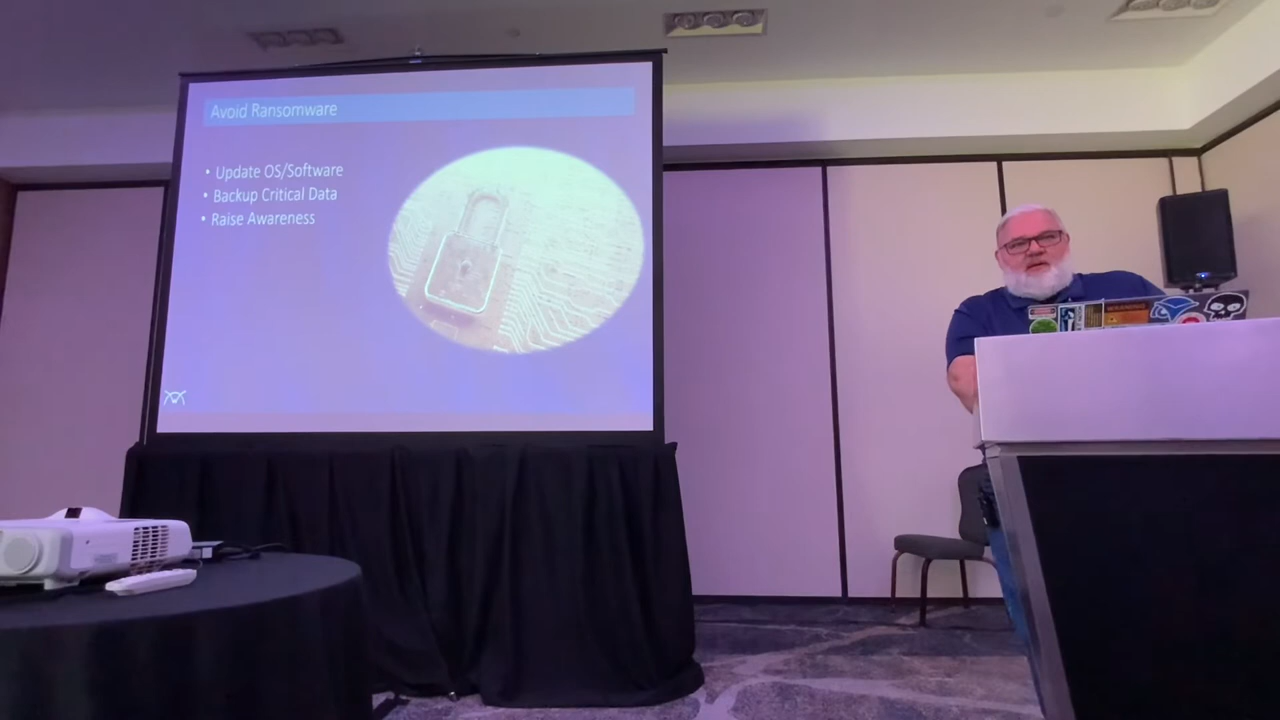 Avoid Ransomware
• Update OS/Software
• Backup Critical Data
• Raise Awareness